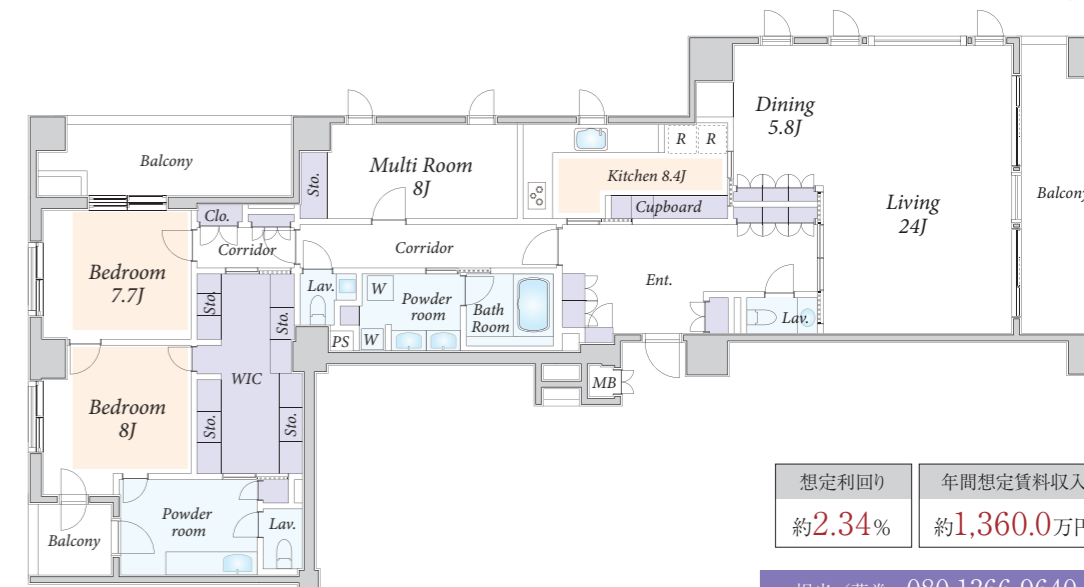 Dining
5.8J
Living
24J
Balcony
Balcony
Multi Room
8J
Sto.
R R
Kitchen 8.4J
Cupboard
Clo.
Corridor
Corridor
Ent.
Bedroom
7.7J
Sto.
Sto.
Lav.
W
W
Powder
room
Bath
Room
PS
Lav.
MB
WIC
Bedroom
8J
Sto.
Sto.
Powder
room
Lav.
Balcony
想定利回り
約2.34%
年間想定賃料収入
約1,360.0万円